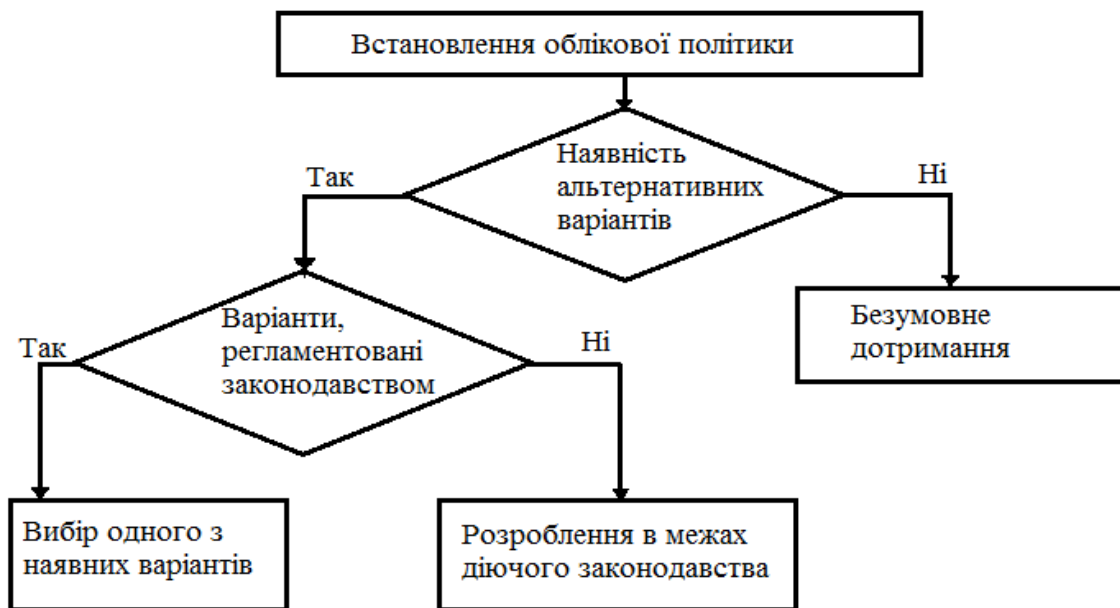 Встановлення облікової політики
Наявність
альтернативних
варіантів
Так
Ні
Безумовне
дотримання
Варіанти,
регламентовані
законодавством
Так
Ні
Вибір одного з
наявних варіантів
Розроблення в межах
діючого законодавства